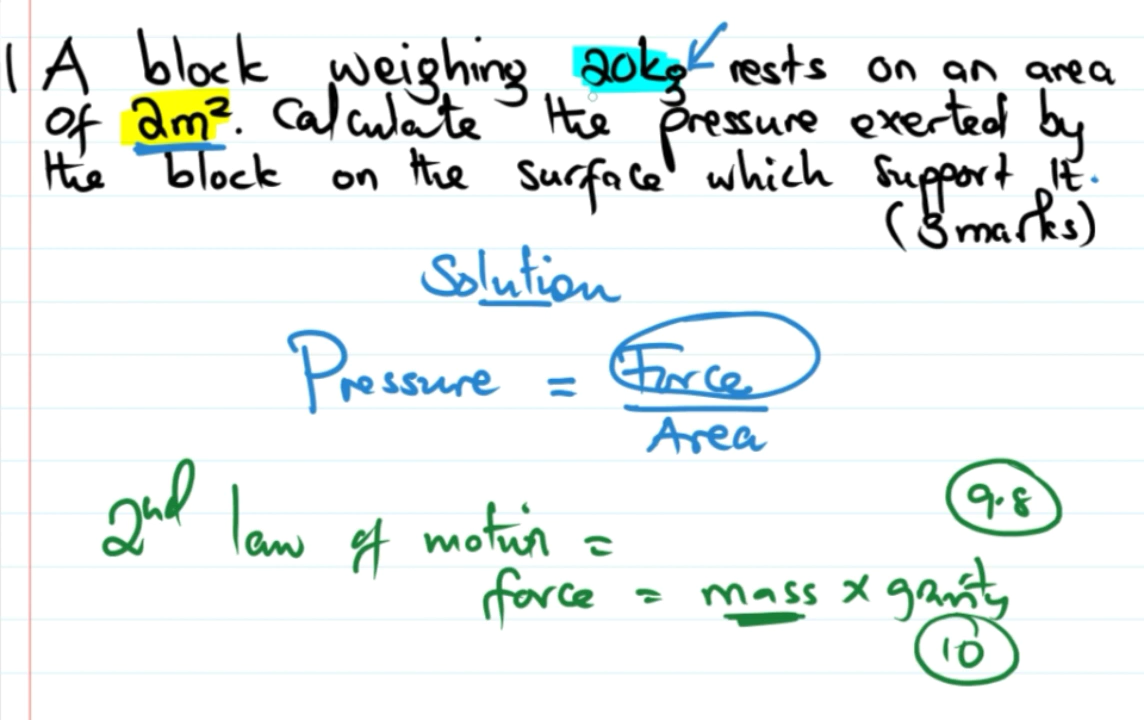 1 A block weighing 20kg rests on an area
of 2m². Calculate the pressure exerted by
the block on the surface which support It.
(3 marks)
Solution
Pressure = Force
Area
9.8
2nd law of motion =
force = mass x gravity
10